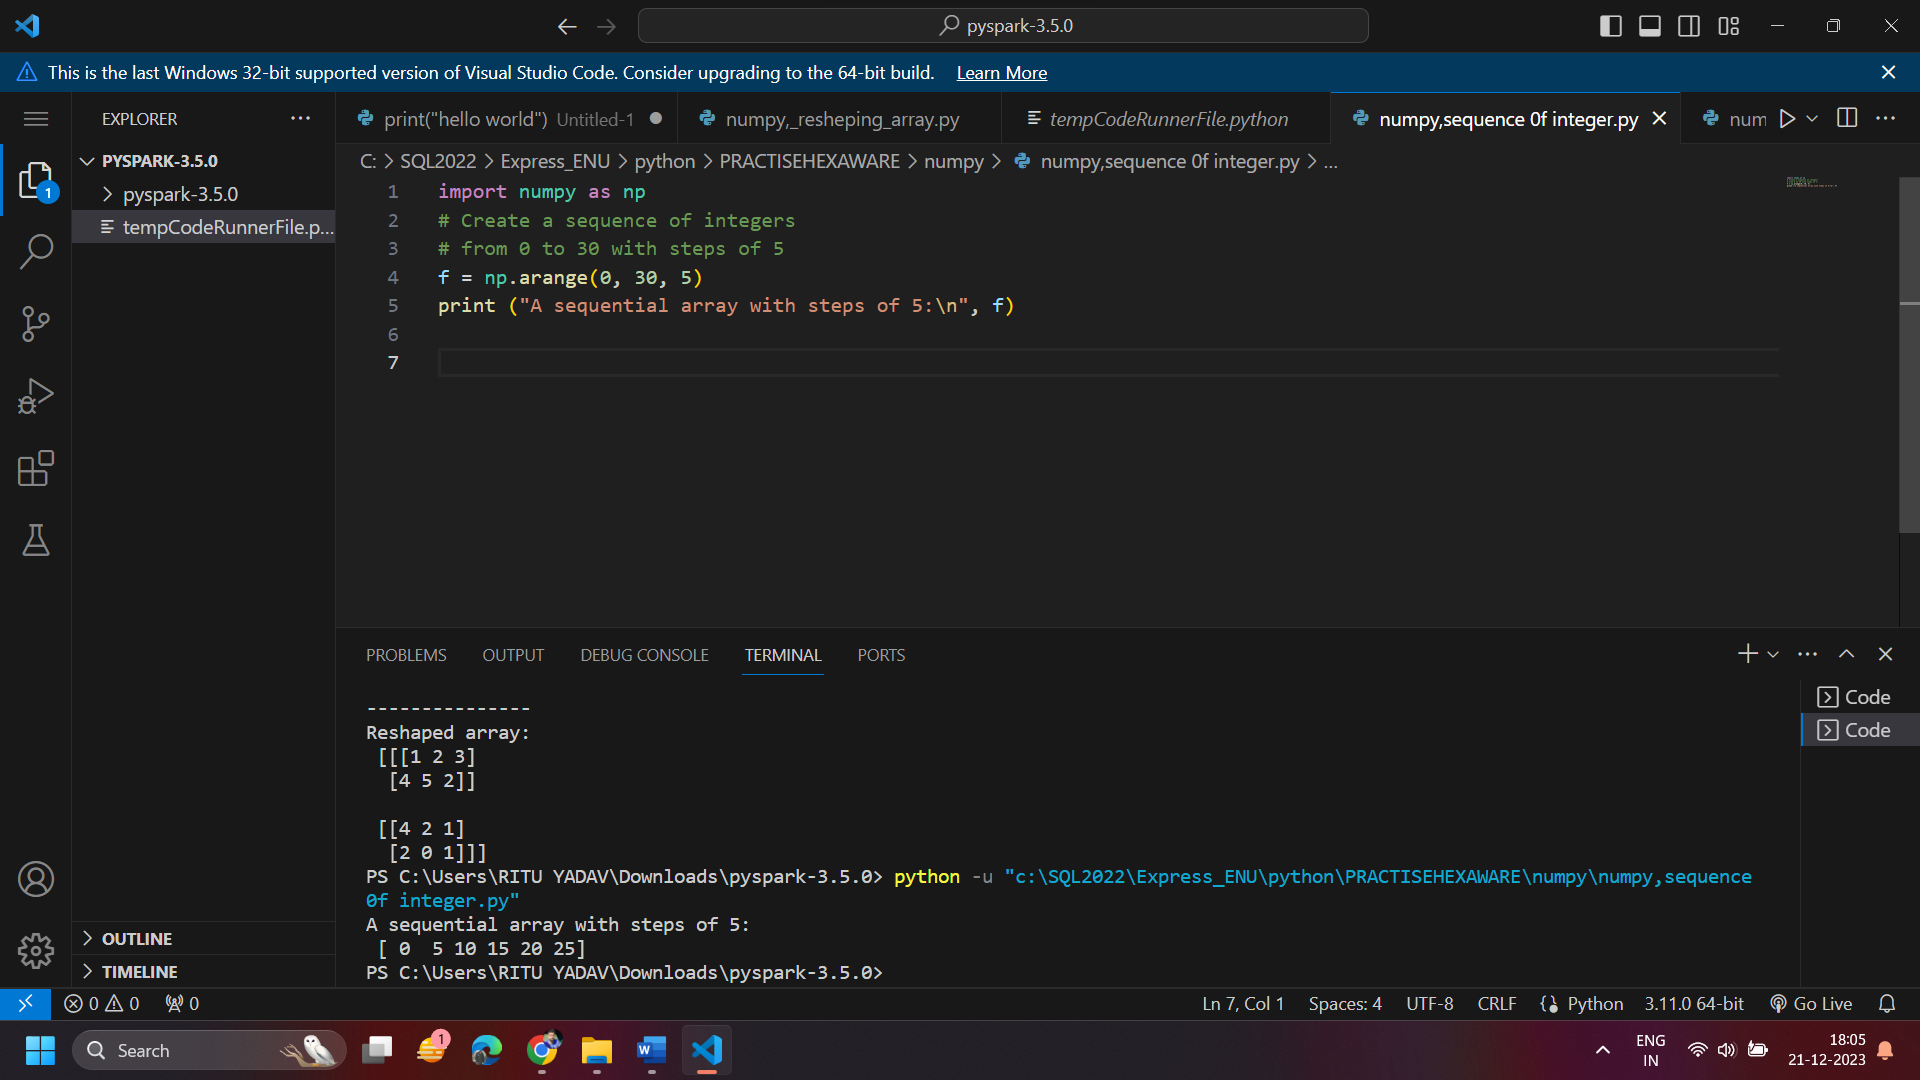 pyspark-3.5.0
This is the last Windows 32-bit supported version of Visual Studio Code. Consider upgrading to the 64-bit build. Learn More
EXPLORER
print("hello world") Untitled-1
numpy,_resheping_array.py
tempCodeRunnerFile.python
numpy,sequence 0f integer.py
num
PYSPARK-3.5.0
pyspark-3.5.0
tempCodeRunnerFile.p...
1
C: > SQL2022 > Express_ENU > python > PRACTISEHEXAWARE > numpy > numpy,sequence 0f integer.py > ...
1 import numpy as np
2 # Create a sequence of integers
3 # from 0 to 30 with steps of 5
4 f = np.arange(0, 30, 5)
5 print ("A sequential array with steps of 5:\n", f)
6
7
PROBLEMS OUTPUT DEBUG CONSOLE TERMINAL PORTS
Code
Code
---------------
Reshaped array:
[[[1 2 3]
[4 5 2]]
[[4 2 1]
[2 0 1]]]
PS C:\Users\RITU YADAV\Downloads\pyspark-3.5.0> python -u "c:\SQL2022\Express_ENU\python\PRACTISEHEXAWARE\numpy\numpy,sequence
0f integer.py"
A sequential array with steps of 5:
[ 0  5 10 15 20 25]
PS C:\Users\RITU YADAV\Downloads\pyspark-3.5.0>
OUTLINE
TIMELINE
0 0 0
Ln 7, Col 1 Spaces: 4 UTF-8 CRLF Python 3.11.0 64-bit Go Live
Search
1
ENG
IN
18:05
21-12-2023